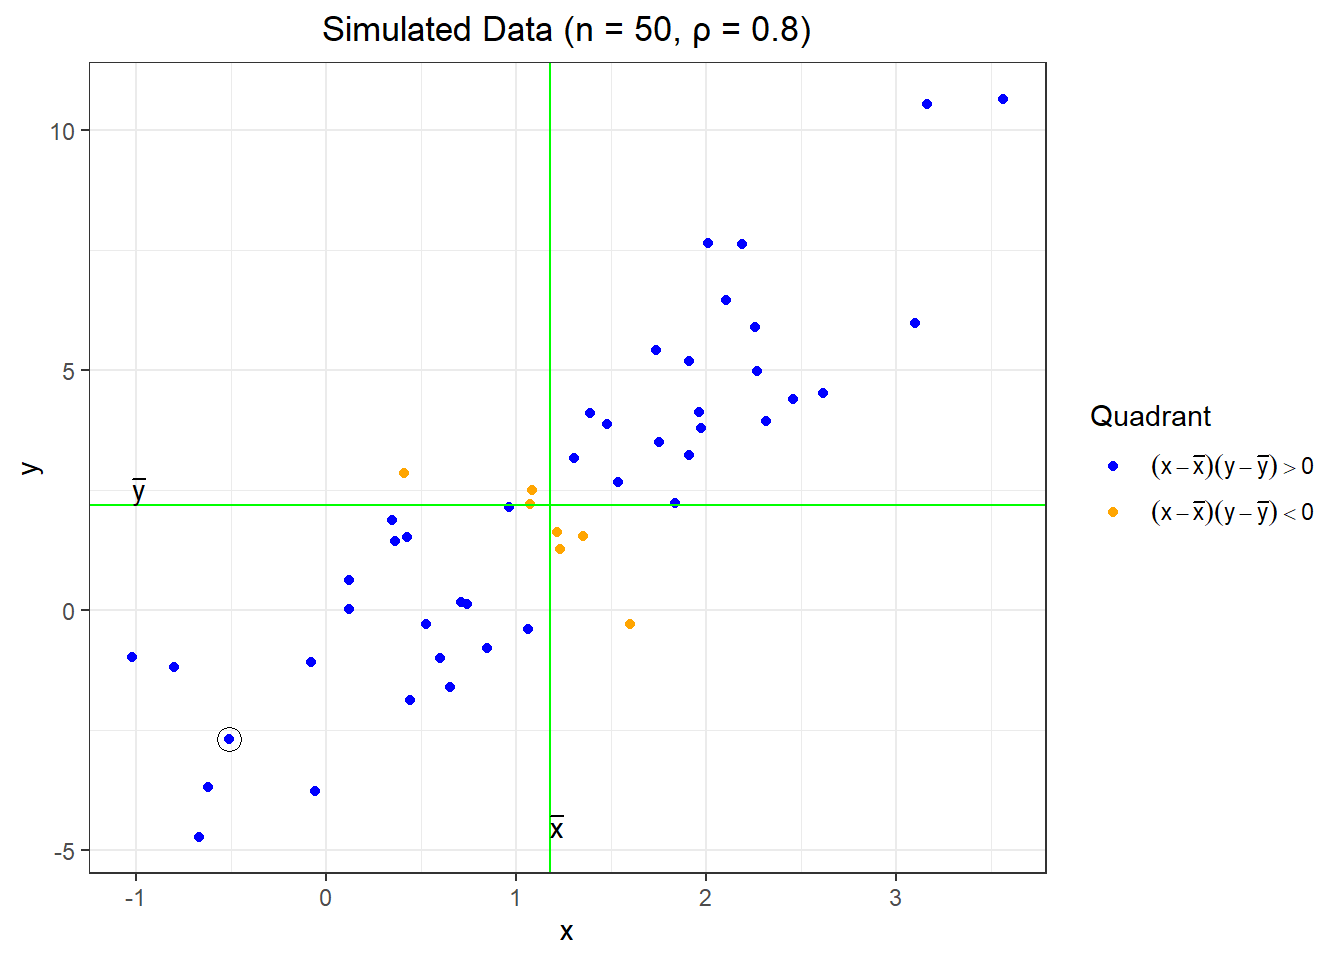 Simulated Data (n = 50, ρ = 0.8)
10
5
0
-5
y
y̅
x̅
-1
0
1
2
3
x
Quadrant
(x − x̅)(y − y̅) > 0
(x − x̅)(y − y̅) < 0